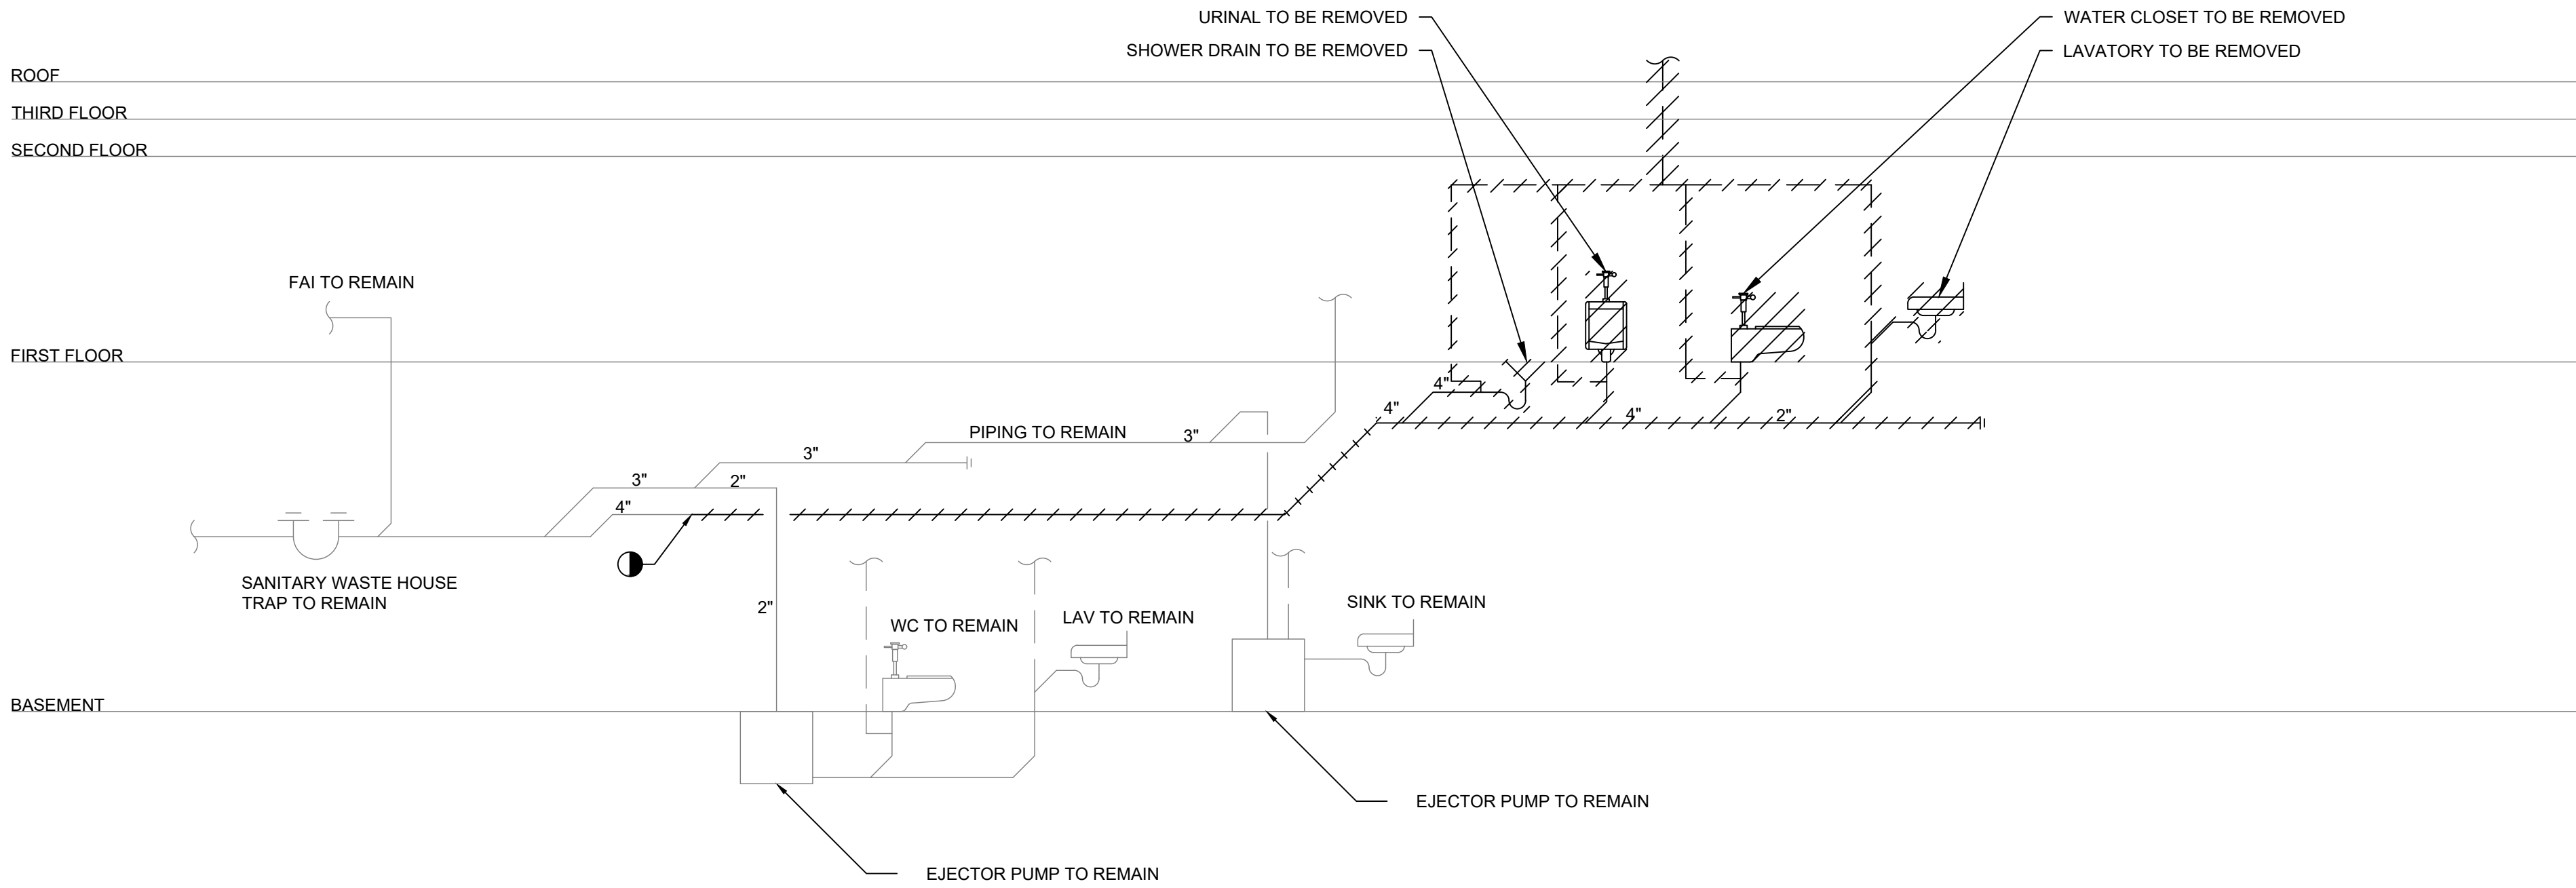 URINAL TO BE REMOVED
WATER CLOSET TO BE REMOVED
SHOWER DRAIN TO BE REMOVED
LAVATORY TO BE REMOVED
ROOF
THIRD FLOOR
SECOND FLOOR
FAI TO REMAIN
FIRST FLOOR
4"
4"
4"
2"
PIPING TO REMAIN
3"
3"
3"
2"
4"
SANITARY WASTE HOUSE
TRAP TO REMAIN
2"
WC TO REMAIN
LAV TO REMAIN
SINK TO REMAIN
BASEMENT
EJECTOR PUMP TO REMAIN
EJECTOR PUMP TO REMAIN